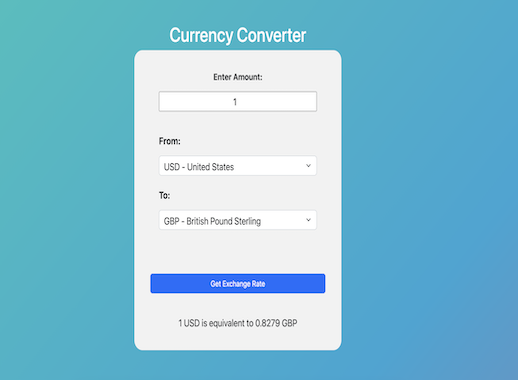 Currency Converter
Enter Amount:
1
From:
USD - United States
To:
GBP - British Pound Sterling
Get Exchange Rate
1 USD is equivalent to 0.8279 GBP